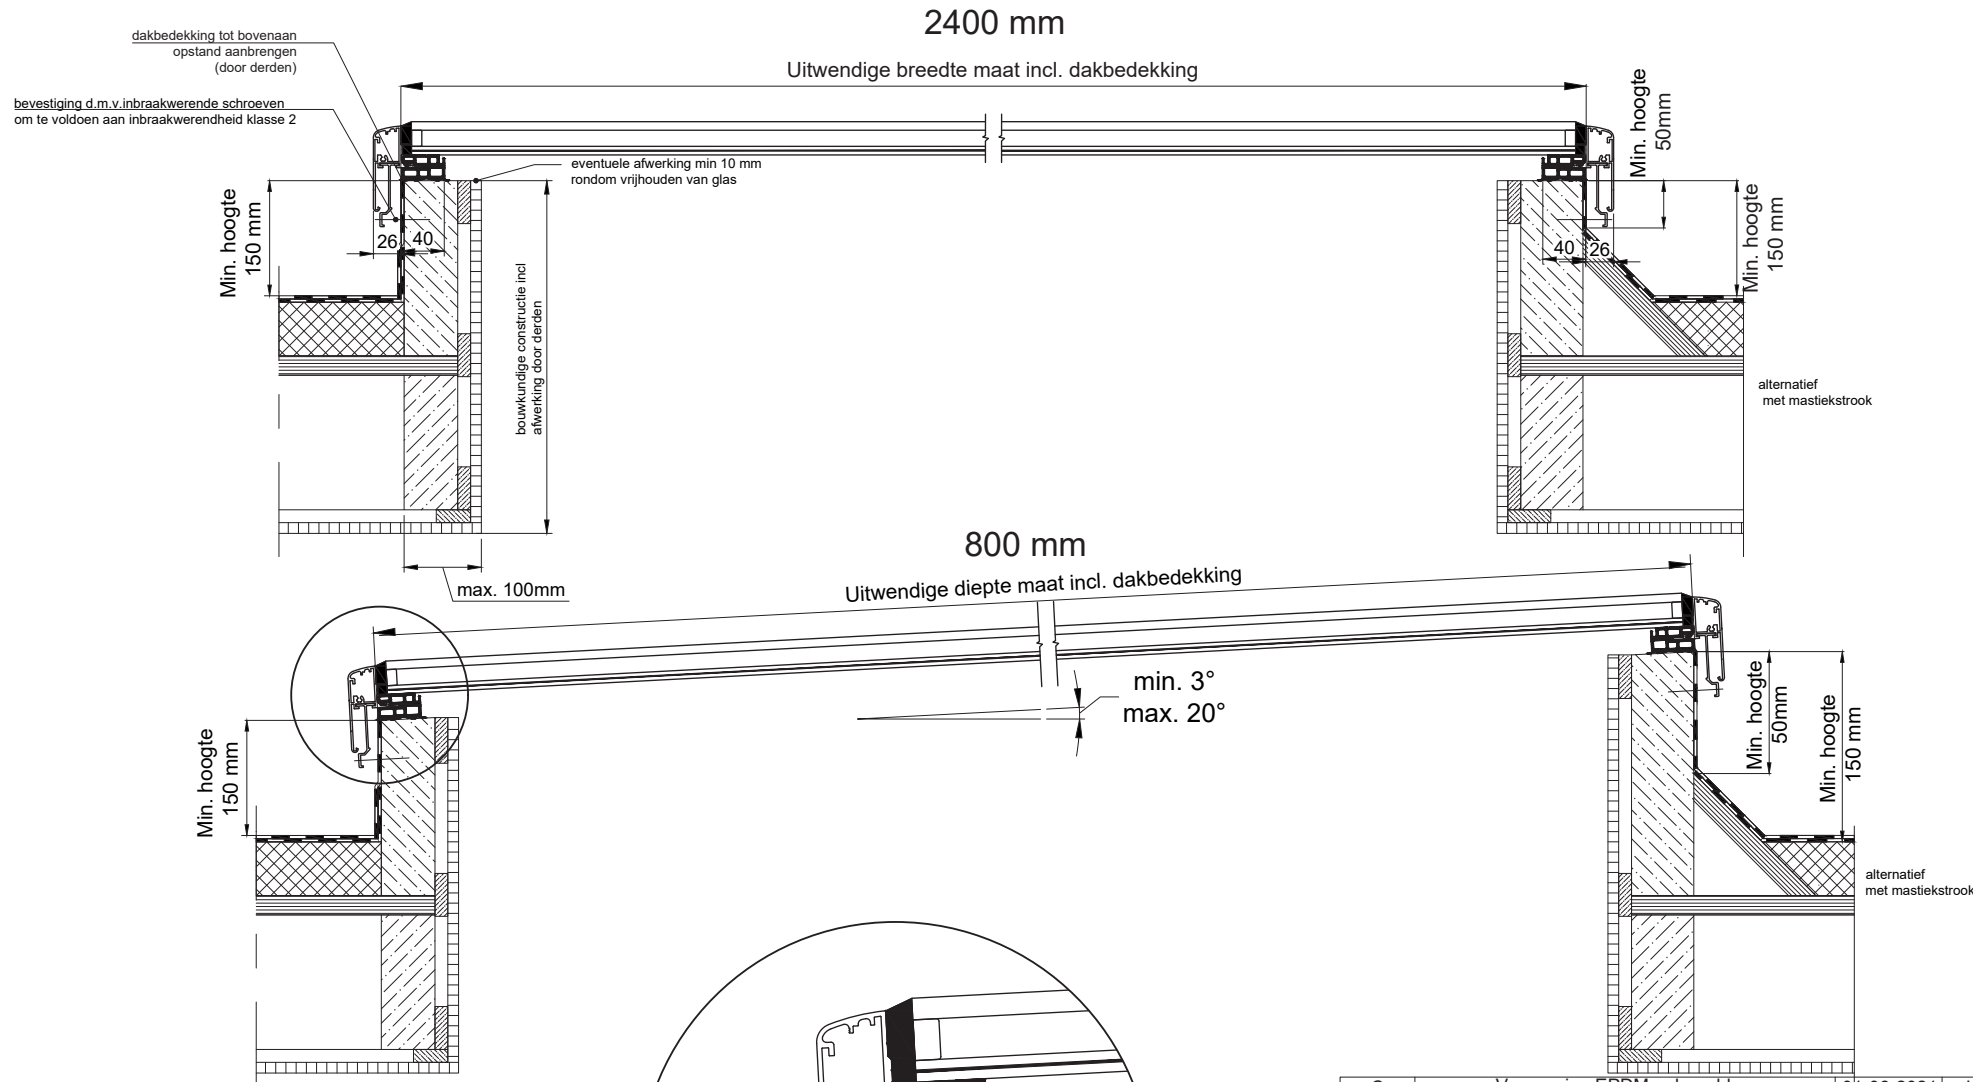 2400 mm
Uitwendige breedte maat incl. dakbedekking
dakbedekking tot bovenaan
opstand aanbrengen
(door derden)
bevestiging d.m.v.inbraakwerende schroeven
om te voldoen aan inbraakwerendheid klasse 2
eventuele afwerking min 10 mm
rondom vrijhouden van glas
Min. hoogte
150 mm
26
40
bouwkundige constructie incl
afwerking door derden
max. 100mm
Min. hoogte
50mm
Min. hoogte
150 mm
40
26
alternatief
met mastiekstrook
800 mm
Uitwendige diepte maat incl. dakbedekking
min. 3°
max. 20°
Min. hoogte
150 mm
Min. hoogte
50mm
Min. hoogte
150 mm
alternatief
met mastiekstrook